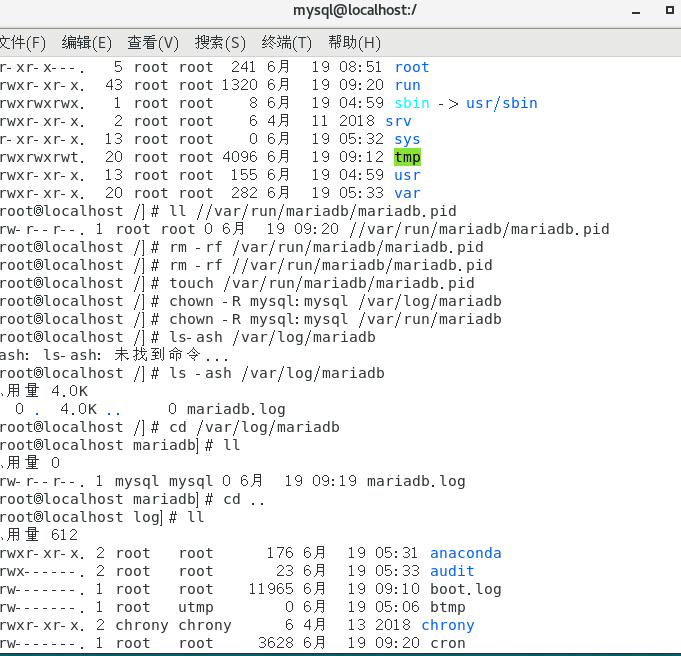 mysql@localhost:/
文件(F) 编辑(E) 查看(V) 搜索(S) 终端(T) 帮助(H)
r-xr-x---. 5 root root 241 6月 19 08:51 root
rwxr-xr-x. 43 root root 1320 6月 19 09:20 run
rwxrwxrwx. 1 root root 8 6月 19 04:59 sbin -> usr/sbin
rwxr-xr-x. 2 root root 6 4月 11 2018 srv
r-xr-xr-x. 13 root root 0 6月 19 05:32 sys
rwxrwxrwt. 20 root root 4096 6月 19 09:12 tmp
rwxr-xr-x. 13 root root 155 6月 19 04:59 usr
rwxr-xr-x. 20 root root 282 6月 19 05:33 var
root@localhost /]# ll //var/run/mariadb/mariadb.pid
rw-r--r--. 1 root root 0 6月 19 09:20 //var/run/mariadb/mariadb.pid
root@localhost /]# rm -rf /var/run/mariadb/mariadb.pid
root@localhost /]# rm -rf //var/run/mariadb/mariadb.pid
root@localhost /]# touch /var/run/mariadb/mariadb.pid
root@localhost /]# chown -R mysql:mysql /var/log/mariadb
root@localhost /]# chown -R mysql:mysql /var/run/mariadb
root@localhost /]# ls-ash /var/log/mariadb
ash: ls-ash: 未找到命令...
root@localhost /]# ls -ash /var/log/mariadb
用量 4.0K
0 . 4.0K .. 0 mariadb.log
root@localhost /]# cd /var/log/mariadb
root@localhost mariadb]# ll
用量 0
rw-r--r--. 1 mysql mysql 0 6月 19 09:19 mariadb.log
root@localhost mariadb]# cd ..
root@localhost log]# ll
用量 612
rwxr-xr-x. 2 root root 176 6月 19 05:31 anaconda
rwx------. 2 root root 23 6月 19 05:33 audit
rw-------. 1 root root 11965 6月 19 09:10 boot.log
rw-------. 1 root utmp 0 6月 19 05:06 btmp
rwxr-xr-x. 2 chrony chrony 6 4月 13 2018 chrony
rw-------. 1 root root 3628 6月 19 09:20 cron